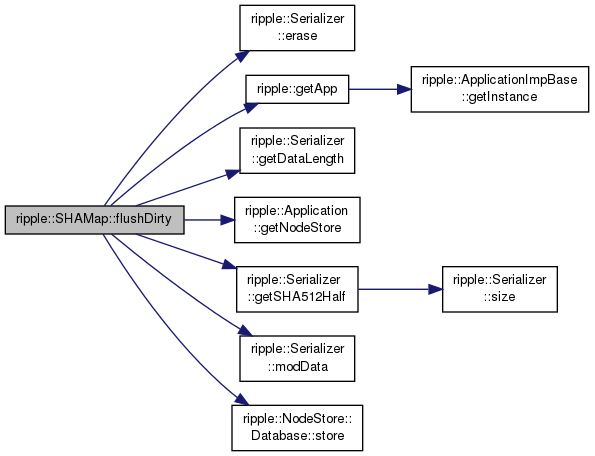 ripple::SHAMap::flushDirty
ripple::Serializer
::erase
ripple::getApp
ripple::ApplicationImpBase
::getInstance
ripple::Serializer
::getDataLength
ripple::Application
::getNodeStore
ripple::Serializer
::getSHA512Half
ripple::Serializer
::size
ripple::Serializer
::modData
ripple::NodeStore::
Database::store